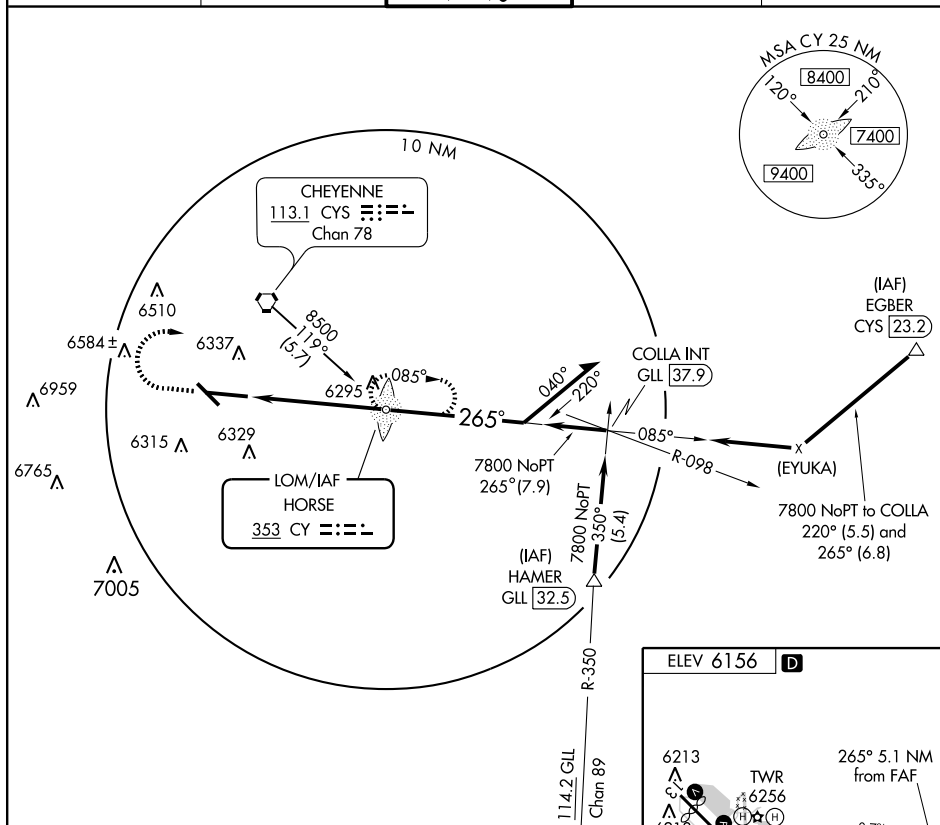 MSA CY 25 NM
8400
120°
210°
7400
9400
335°
10 NM
CHEYENNE
113.1 CYS
Chan 78
6510
6584 ±
6337
8500
119°
(5.7)
6295
085°
6959
6315
6329
6765
7005
LOM/IAF
HORSE
353 CY
265°
040°
220°
COLLA INT
GLL 37.9
(IAF)
EGBER
CYS 23.2
7800 NoPT
265° (7.9)
085°
R-098
(EYUKA)
7800 NoPT to COLLA
220° (5.5) and
265° (6.8)
7800 NoPT
350°
(5.4)
(IAF)
HAMER
GLL 32.5
R-350
114.2 GLL
Chan 89
ELEV 6156 D
6213
TWR
6256
265° 5.1 NM
from FAF
13
A
H
H